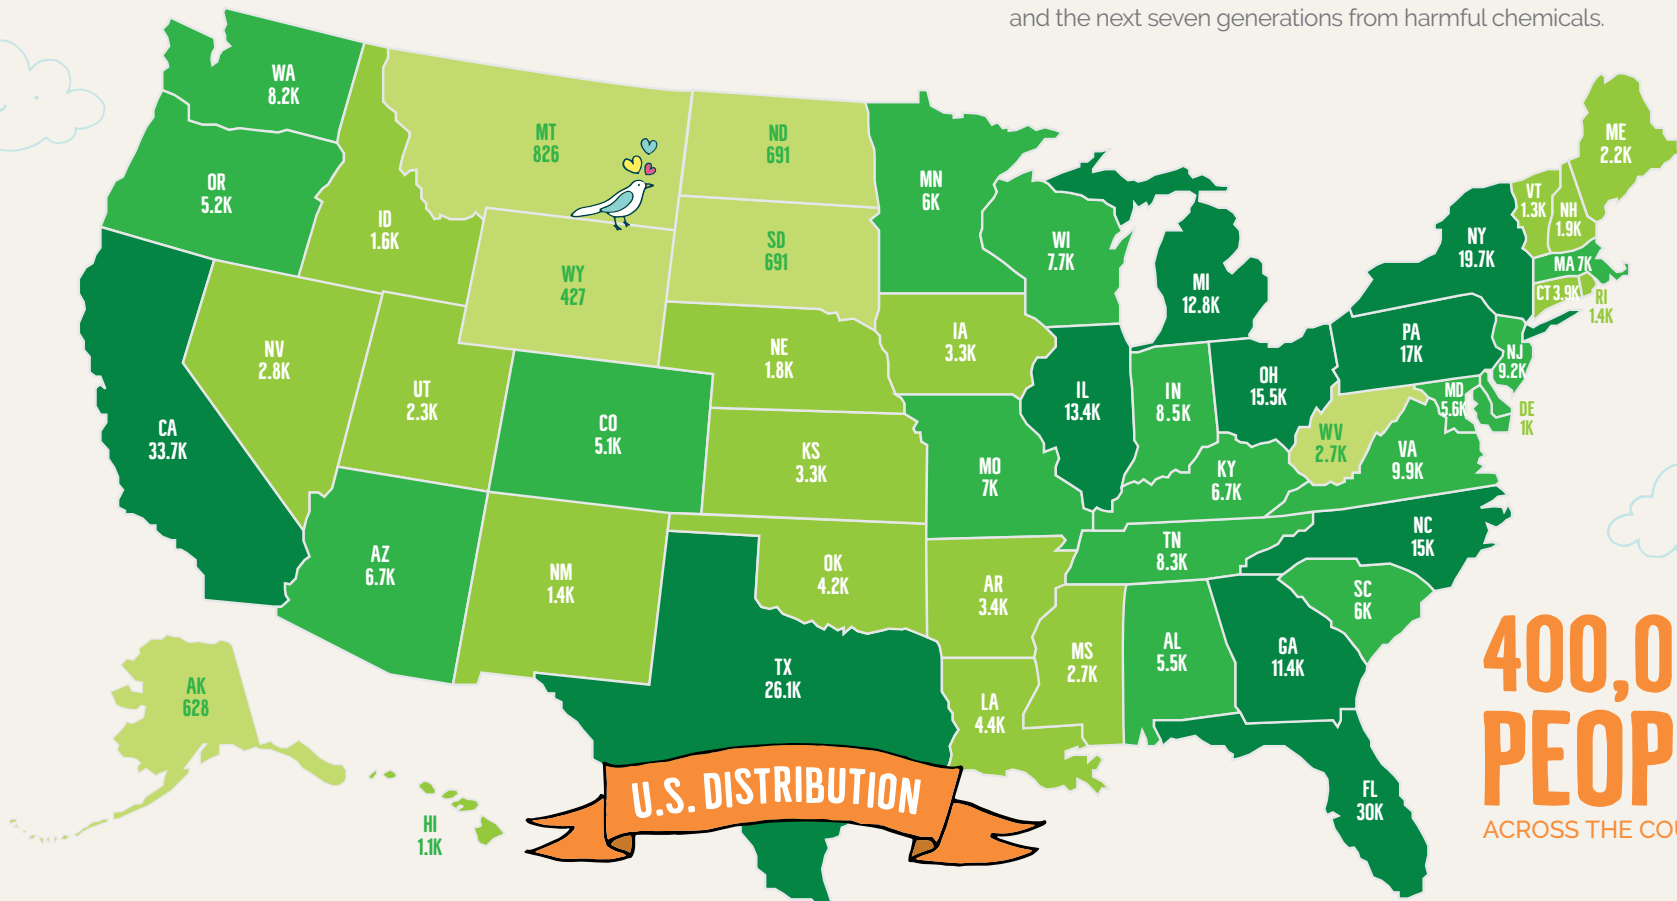 and the next seven generations from harmful chemicals.
WA
8.2K
OR
5.2K
ID
1.6K
MT
826
ND
691
SD
691
WY
427
MN
6K
WI
7.7K
MI
12.8K
NY
19.7K
VT
1.3K
NH
1.9K
ME
2.2K
MA 7K
CT 3.9K
RI
1.4K
CA
33.7K
NV
2.8K
UT
2.3K
CO
5.1K
NE
1.8K
KS
3.3K
IA
3.3K
MO
7K
IL
13.4K
IN
8.5K
OH
15.5K
PA
17K
NJ
9.2K
MD
5.6K
DE
1K
WV
2.7K
VA
9.9K
KY
6.7K
TN
8.3K
NC
15K
SC
6K
AZ
6.7K
NM
1.4K
OK
4.2K
AR
3.4K
TX
26.1K
LA
4.4K
MS
2.7K
AL
5.5K
GA
11.4K
FL
30K
AK
628
HI
1.1K
U.S. DISTRIBUTION
400,0
PEOP
ACROSS THE COU